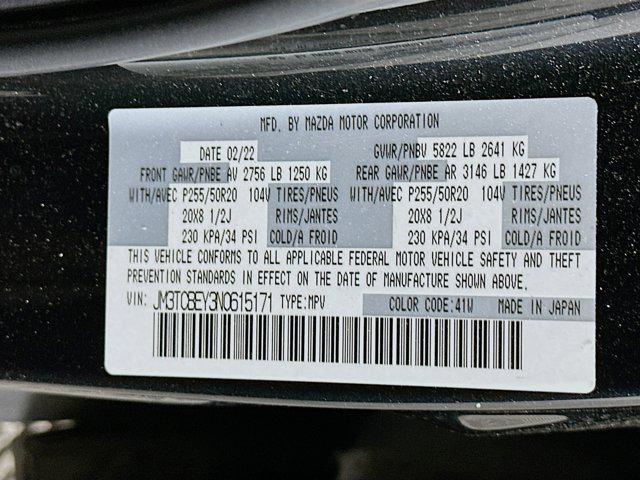 MFD. BY MAZDA MOTOR CORPORATION
DATE 02/22 GVWR/PNBV 5822 LB 2641 KG
FRONT GAWR/PNBE AV 2756 LB 1250 KG REAR GAWR/PNBE AR 3146 LB 1427 KG
WITH/AVEC P255/50R20 104V TIRES/PNEUS WITH/AVEC P255/50R20 104V TIRES/PNEUS
20X8 1/2J RIMS/JANTES 20X8 1/2J RIMS/JANTES
230 KPA/34 PSI COLD/A FROID 230 KPA/34 PSI COLD/A FROID
THIS VEHICLE CONFORMS TO ALL APPLICABLE FEDERAL MOTOR VEHICLE SAFETY AND THEFT
PREVENTION STANDARDS IN EFFECT ON THE DATE OF MANUFACTURE SHOWN ABOVE.
VIN: JM3TCBEY3N0615171 TYPE:MPV COLOR CODE:41W MADE IN JAPAN